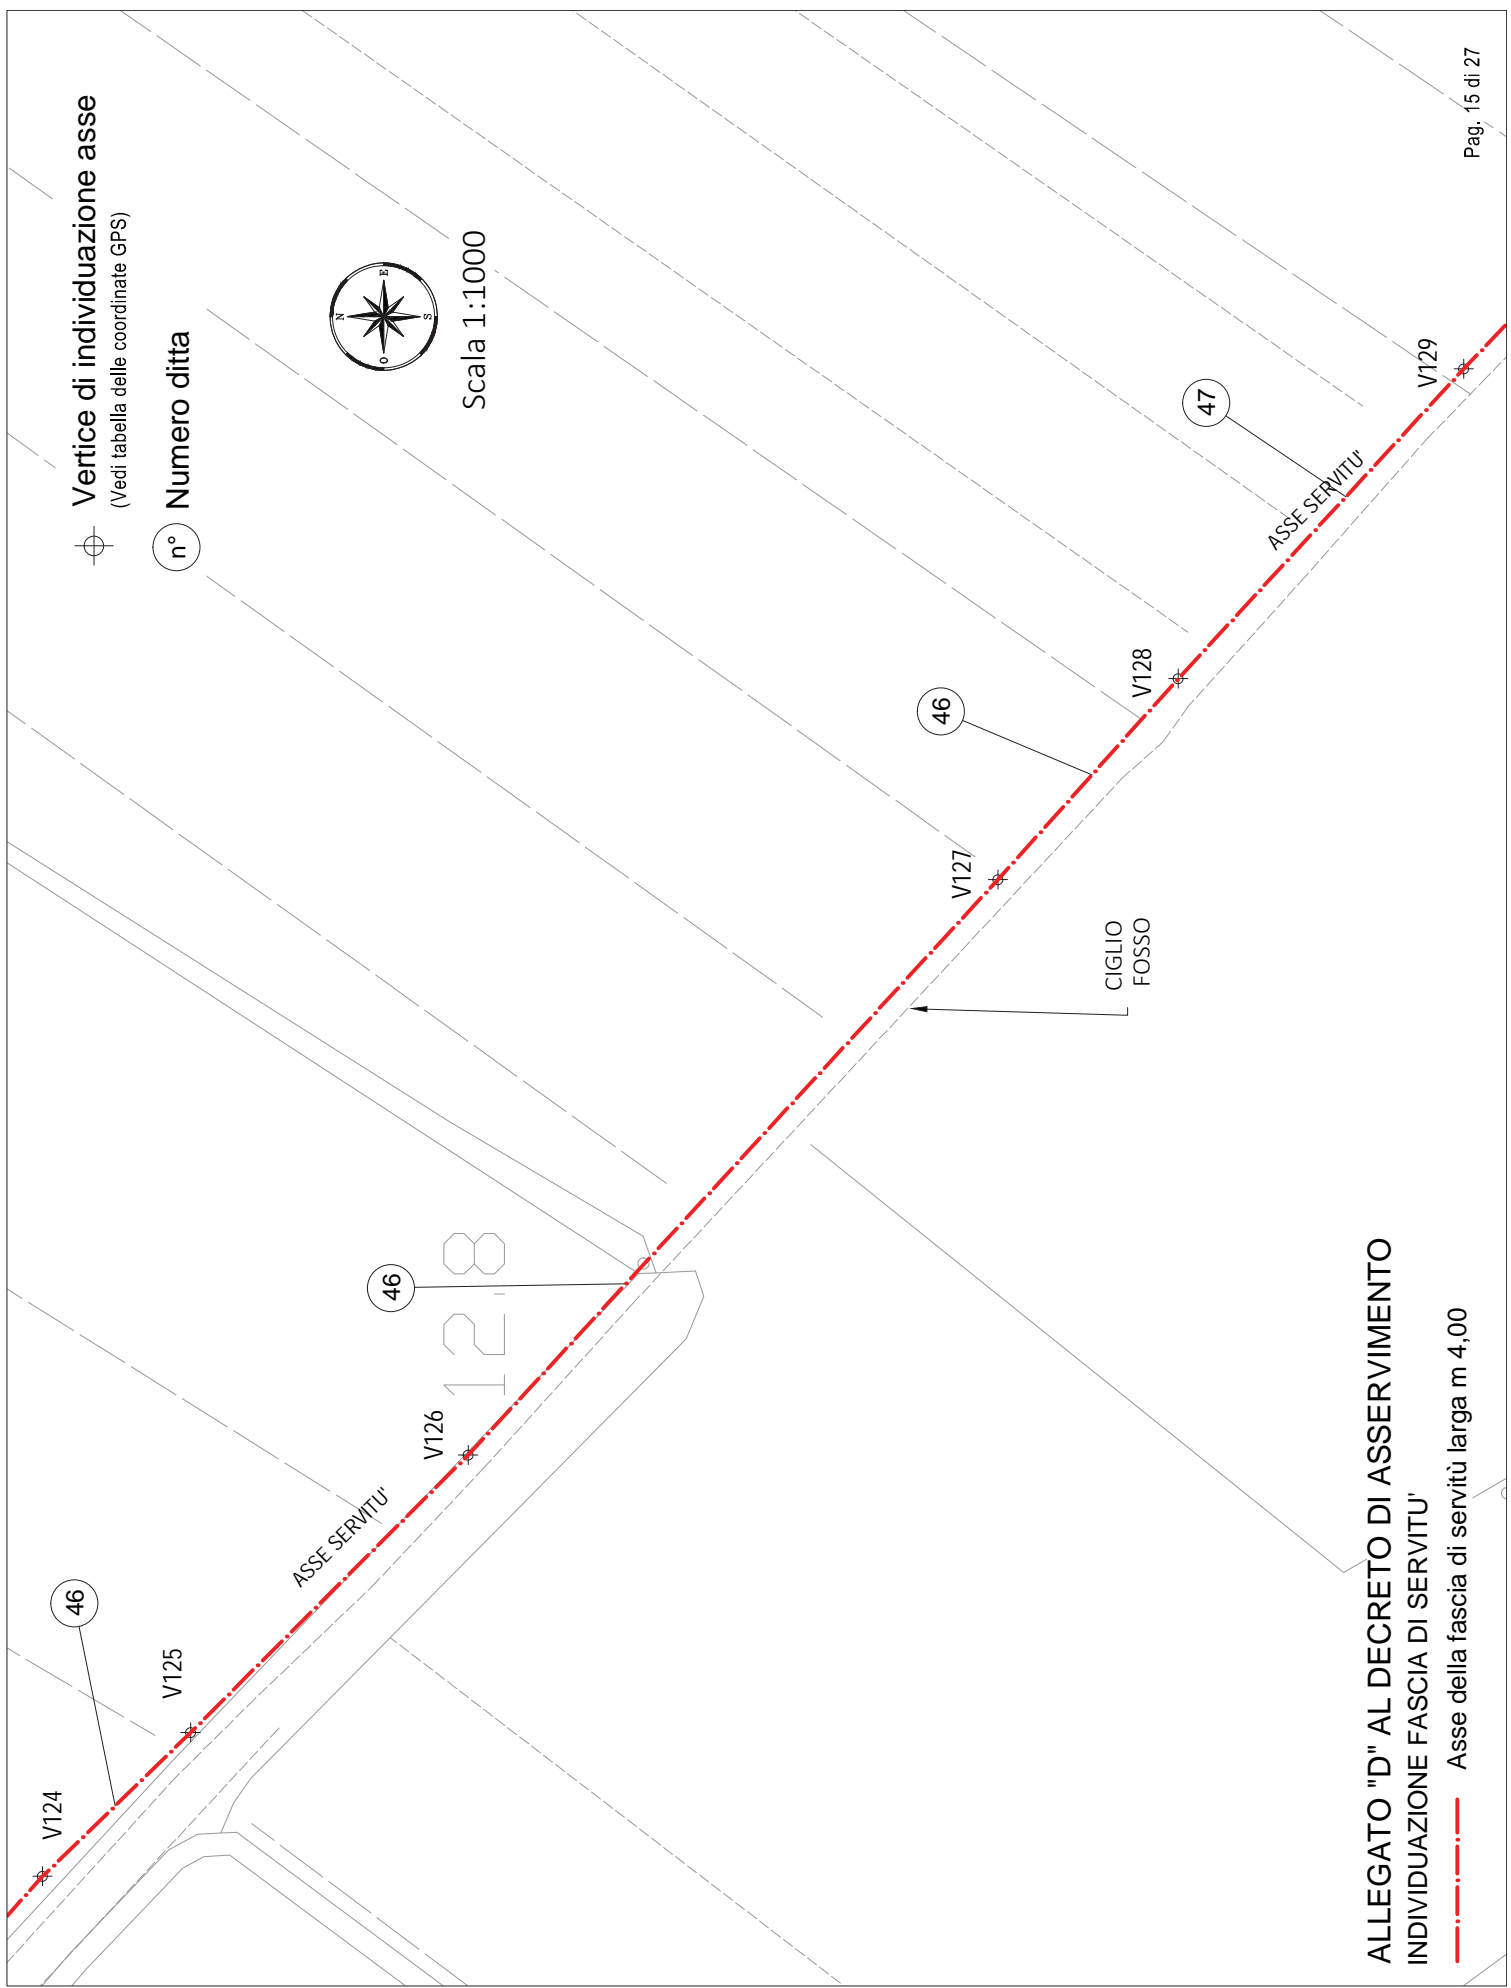 Vertice di individuazione asse
(Vedi tabella delle coordinate GPS)
n° Numero ditta
N
E
S
O
Scala 1:1000
V124
46
V125
ASSE SERVITU'
V126
46
12.8
CIGLIO
FOSSO
V127
46
V128
ASSE SERVITU'
47
V129
ALLEGATO "D" AL DECRETO DI ASSERVIMENTO
INDIVIDUAZIONE FASCIA DI SERVITU'
Asse della fascia di servitù larga m 4,00
Pag. 15 di 27